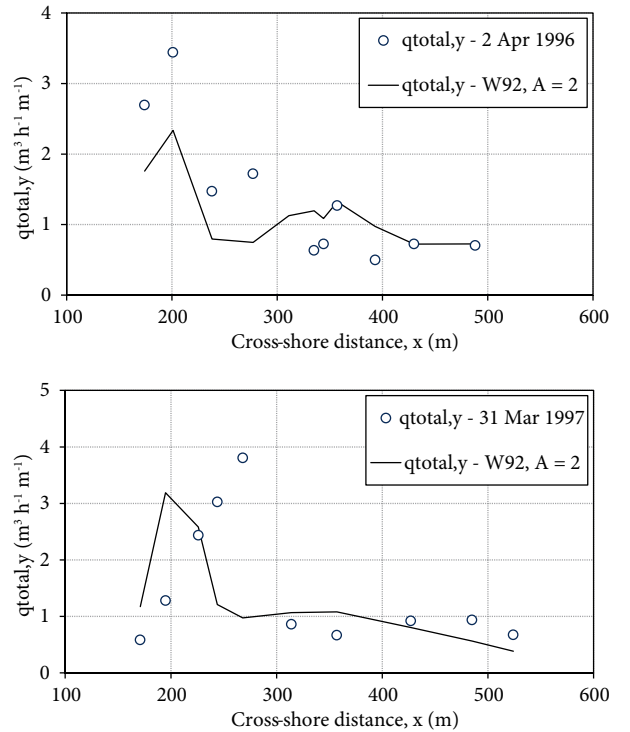 4
3
2
1
0
qtotal,y (m³ h⁻¹ m⁻¹)
qtotal,y - 2 Apr 1996
qtotal,y - W92, A = 2
100 200 300 400 500 600
Cross-shore distance, x (m)
5
4
3
2
1
0
qtotal,y (m³ h⁻¹ m⁻¹)
qtotal,y - 31 Mar 1997
qtotal,y - W92, A = 2
100 200 300 400 500 600
Cross-shore distance, x (m)